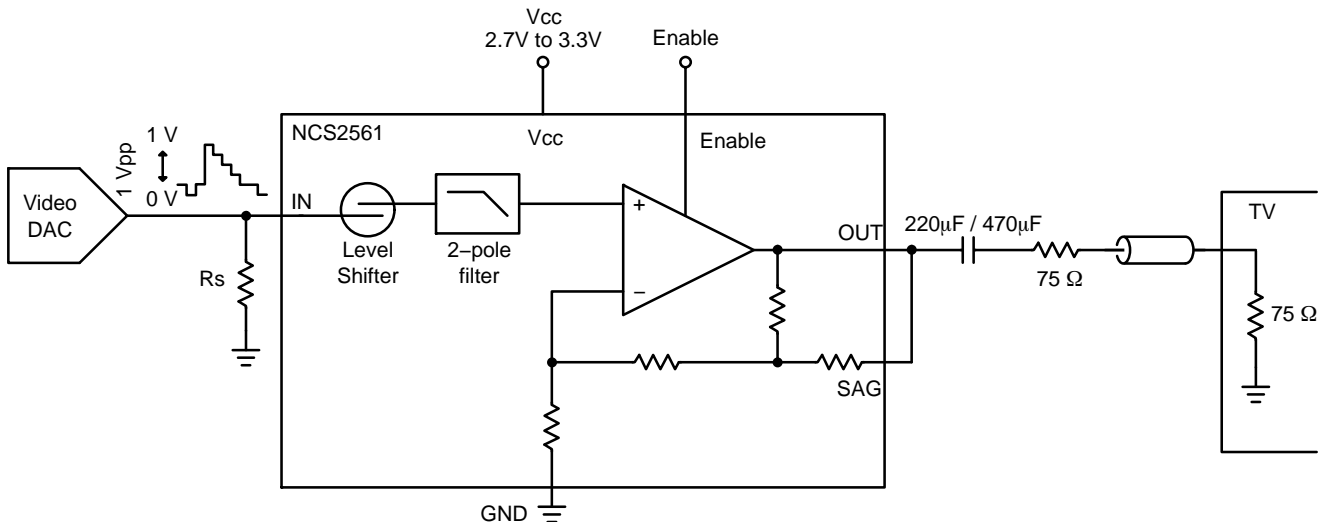 Vcc
2.7V to 3.3V
Enable
NCS2561
Vcc
Enable
1 Vpp
1 V
0 V
Video
DAC
IN
Level
Shifter
2−pole
filter
+
−
Rs
OUT
SAG
GND
220μF / 470μF
75 Ω
TV
75 Ω